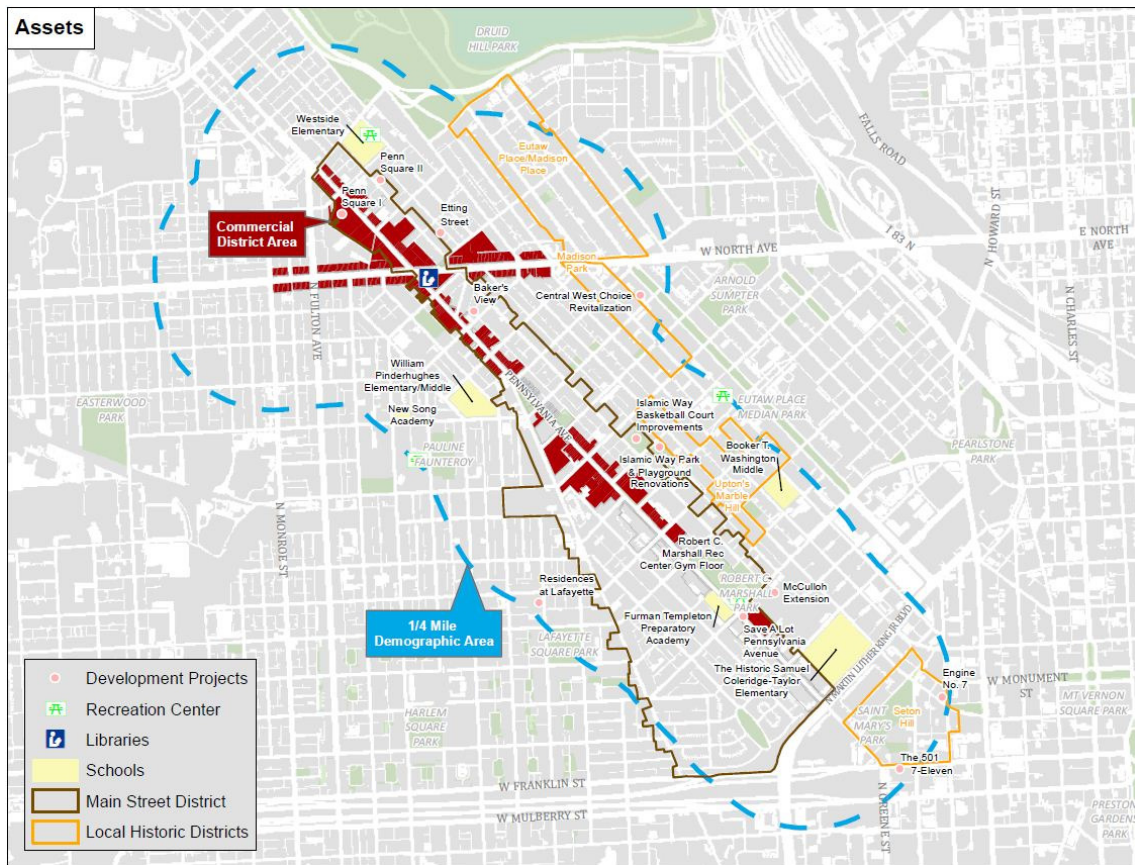 Assets
DRUID
HILL PARK
Westside
Elementary
Penn
Square II
Penn
Square I
Etting
Street
Eutaw
Place/Madison
Place
FALLS ROAD
I 83 N
N HOWARD ST
E NORTH
AVE
W NORTH AVE
N CHARLES ST
Commercial
District Area
Madison
Park
Baker's
View
Central West Choice
Revitalization
ARNOLD
SUMPTER PARK
N FULTON AVE
William
Pinderhughes
Elementary/Middle
New Song
Academy
PENNSYLVANIA AVE
EASTERWOOD
PARK
PAULINE
FAUNTEROY
Islamic Way
Basketball Court
Improvements
EUTAW PLACE
MEDIAN PARK
Booker T.
Washington
Middle
PEARLSTONE
PARK
Islamic Way Park
& Playground
Renovations
Upton's
Marble
Hill
N MONROE ST
Robert C.
Marshall Rec
Center Gym Floor
ROBERT C
MARSHALL
PARK
McCulloh
Extension
Residences
at Lafayette
1/4 Mile
Demographic Area
LAFAYETTE
SQUARE PARK
Furman Templeton
Preparatory
Academy
Save A Lot
Pennsylvania
Avenue
The Historic Samuel
Coleridge-Taylor
Elementary
N MARTIN LUTHER KING JR BLVD
Engine
No. 7
W MONUMENT
ST
MT VERNON
SQUARE PARK
Seton
Hill
SAINT
MARY'S
PARK
HARLEM
SQUARE
PARK
The 501
7-Eleven
W FRANKLIN ST
W MULBERRY ST
N GREENE ST
PRESTON
GARDENS
PARK
Development Projects
Recreation Center
Libraries
Schools
Main Street District
Local Historic Districts